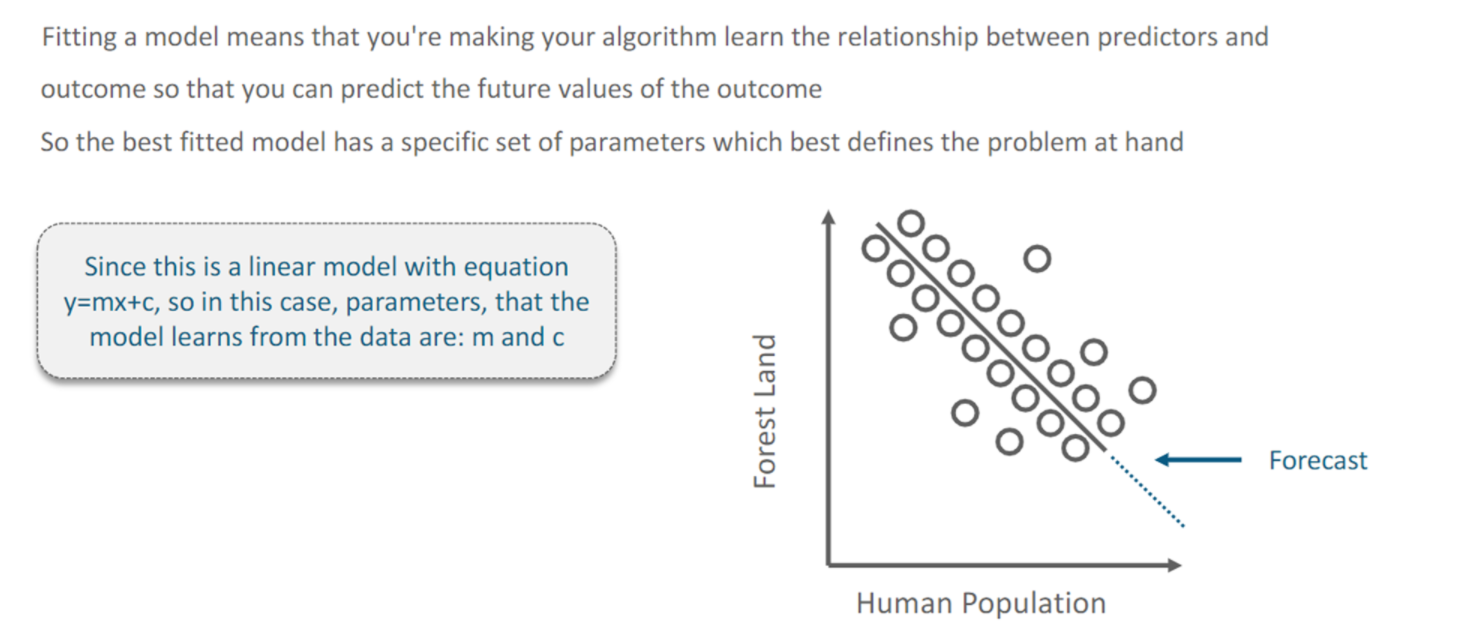 Fitting a model means that you're making your algorithm learn the relationship between predictors and
outcome so that you can predict the future values of the outcome
So the best fitted model has a specific set of parameters which best defines the problem at hand
Since this is a linear model with equation
y=mx+c, so in this case, parameters, that the
model learns from the data are: m and c
Forest Land
Forecast
Human Population